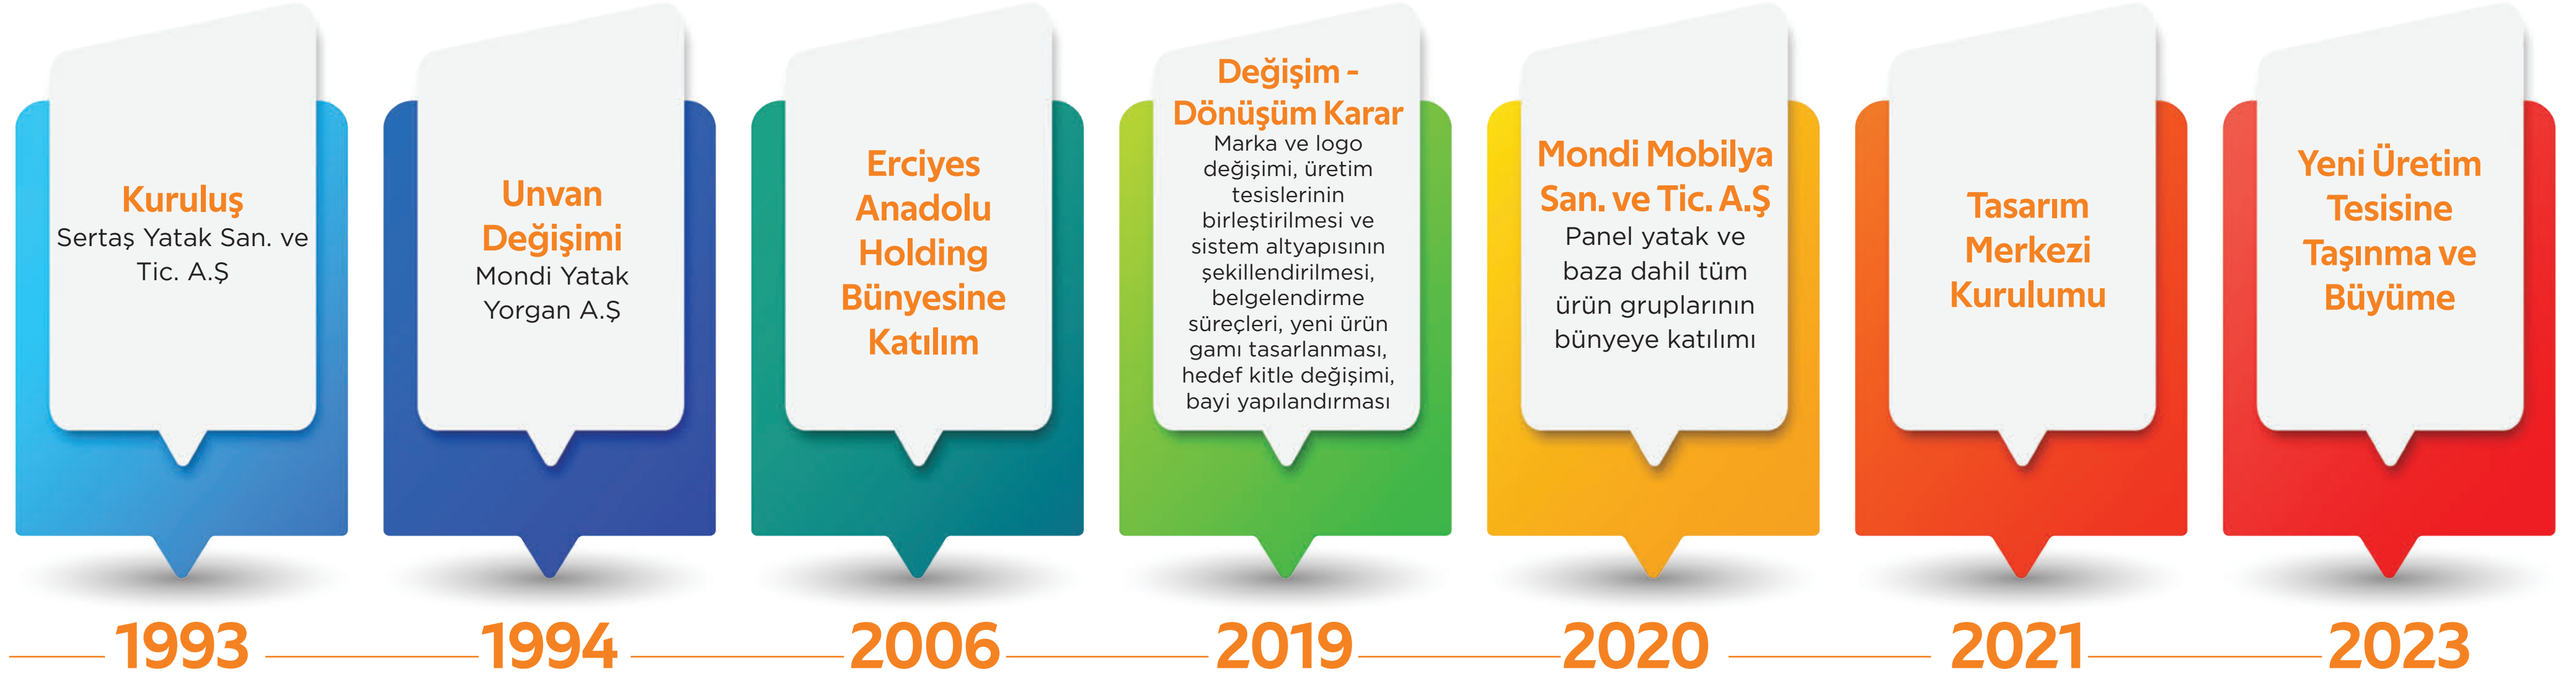 Kuruluş
Sertaş Yatak San. ve
Tic. A.Ş
1993
Unvan
Değişimi
Mondi Yatak
Yorgan A.Ş
1994
Erciyes
Anadolu
Holding
Bünyesine
Katılım
2006
Değişim -
Dönüşüm Karar
Marka ve logo
değişimi, üretim
tesislerinin
birleştirilmesi ve
sistem altyapısının
şekillendirilmesi,
belgelendirme
süreçleri, yeni ürün
gamı tasarlanması,
hedef kitle değişimi,
bayi yapılandırması
2019
Mondi Mobilya
San. ve Tic. A.Ş
Panel yatak ve
baza dahil tüm
ürün gruplarının
bünyeye katılımı
2020
Tasarım
Merkezi
Kurulumu
2021
Yeni Üretim
Tesisine
Taşınma ve
Büyüme
2023